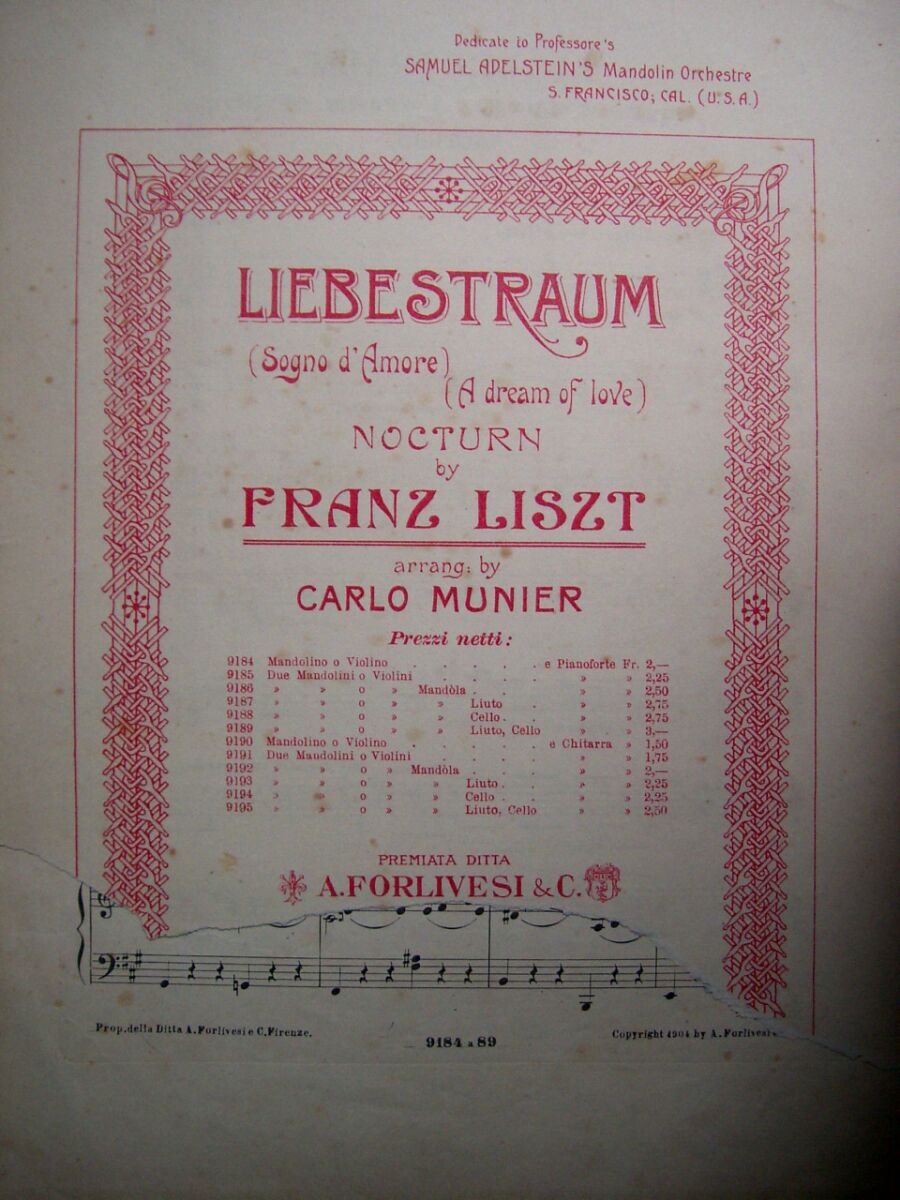 Dedicate to Professore's
SAMUEL ADELSTEIN'S Mandolin Orchestre
S. FRANCISCO; CAL. (U.S.A.)
LIEBESTRAUM
(Sogno d'Amore)
(A dream of love)
NOCTURN
by
FRANZ LISZT
arrang: by
CARLO MUNIER
Prezzi netti:
9184 Mandolino o Violino . . . . . e Pianoforte Fr. 2,—
9185 Due Mandolini o Violini . . . . » » 2,25
9186 » » o » Mandòla . . . » » 2,50
9187 » » o » » Liuto . » » 2,75
9188 » » o » » Cello . . » » 2,75
9189 » » o » » Liuto, Cello » » 3,—
9190 Mandolino o Violino . . . . . e Chitarra » 1,50
9191 Due Mandolini o Violini . . . . » » 1,75
9192 » » o » Mandòla . . . » » 2,—
9193 » » o » » Liuto . . » » 2,25
9194 » » o » » Cello . . » » 2,25
9195 » » o » » Liuto, Cello » » 2,50
PREMIATA DITTA
A. FORLIVESI & C.
Prop. della Ditta A. Forlivesi e C, Firenze.
9184 a 89
Copyright 1904 by A. Forlivesi